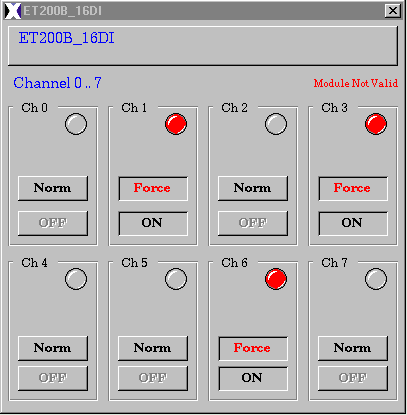 ET200B_16DI
ET200B_16DI
Channel 0 .. 7 Module Not Valid
Ch 0 Ch 1 Ch 2 Ch 3
Norm Force Norm Force
OFF ON OFF ON
Ch 4 Ch 5 Ch 6 Ch 7
Norm Norm Force Norm
OFF OFF ON OFF